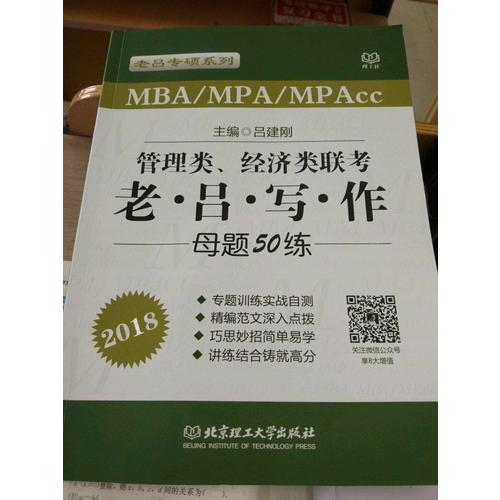 老吕专硕系列
理工社
MBA/MPA/MPAcc
主编◎吕建刚
管理类、经济类联考
老·吕·写·作
母题50练
2018
专题训练实战自测
精编范文深入点拨
巧思妙招简单易学
讲练结合铸就高分
关注微信公众号
享8大增值
北京理工大学出版社
BEIJING INSTITUTE OF TECHNOLOGY PRESS